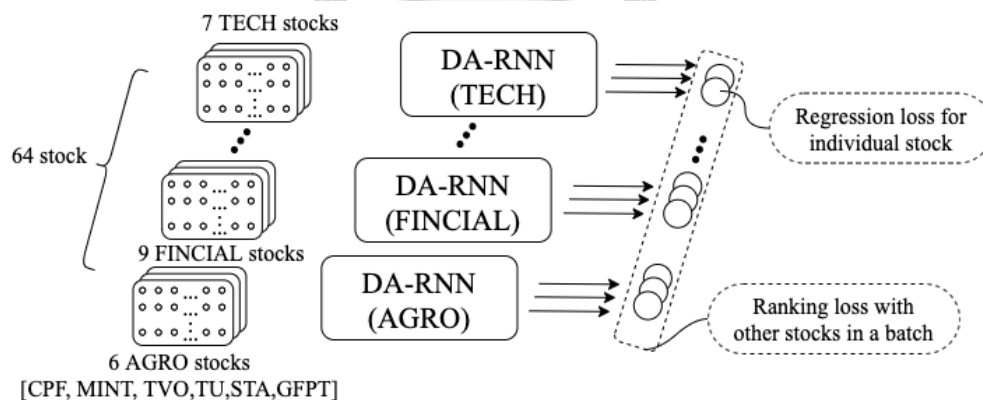 7 TECH stocks
DA-RNN
(TECH)
Regression loss for
individual stock
64 stock
DA-RNN
(FINCIAL)
9 FINCIAL stocks
DA-RNN
(AGRO)
Ranking loss with
other stocks in a batch
6 AGRO stocks
[CPF, MINT, TVO,TU,STA,GFPT]